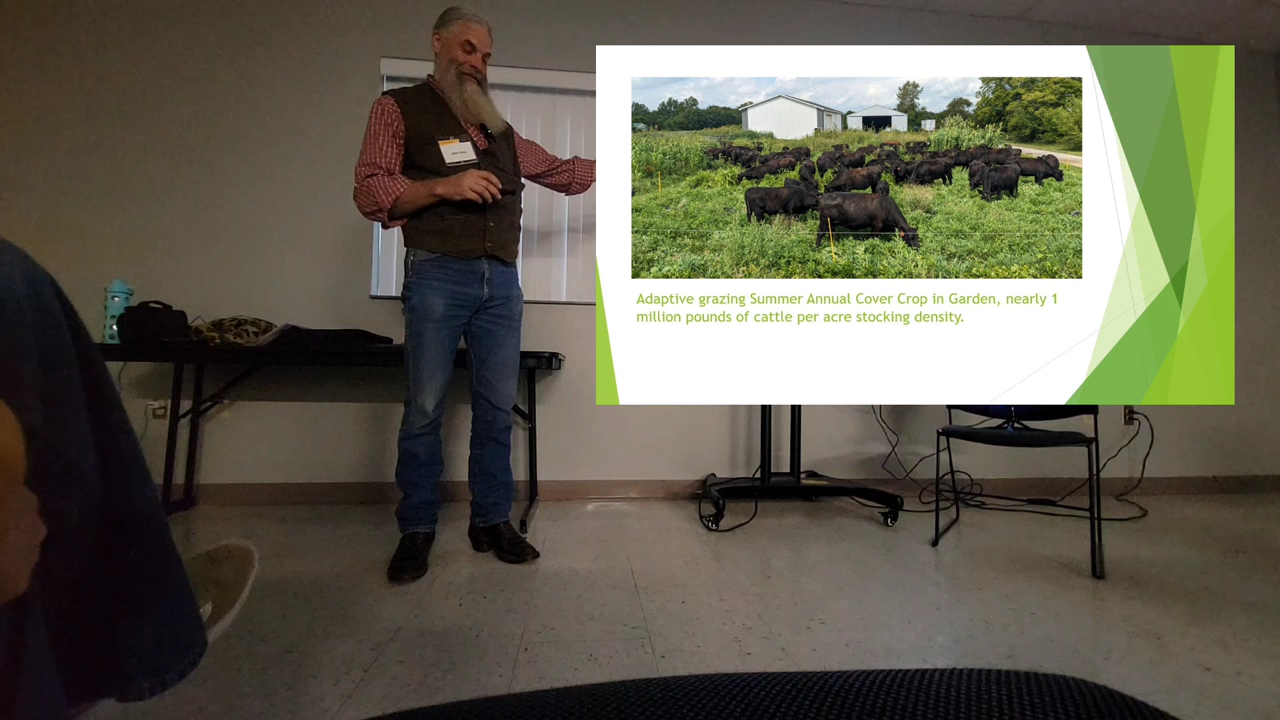 Adaptive grazing Summer Annual Cover Crop in Garden, nearly 1
million pounds of cattle per acre stocking density.